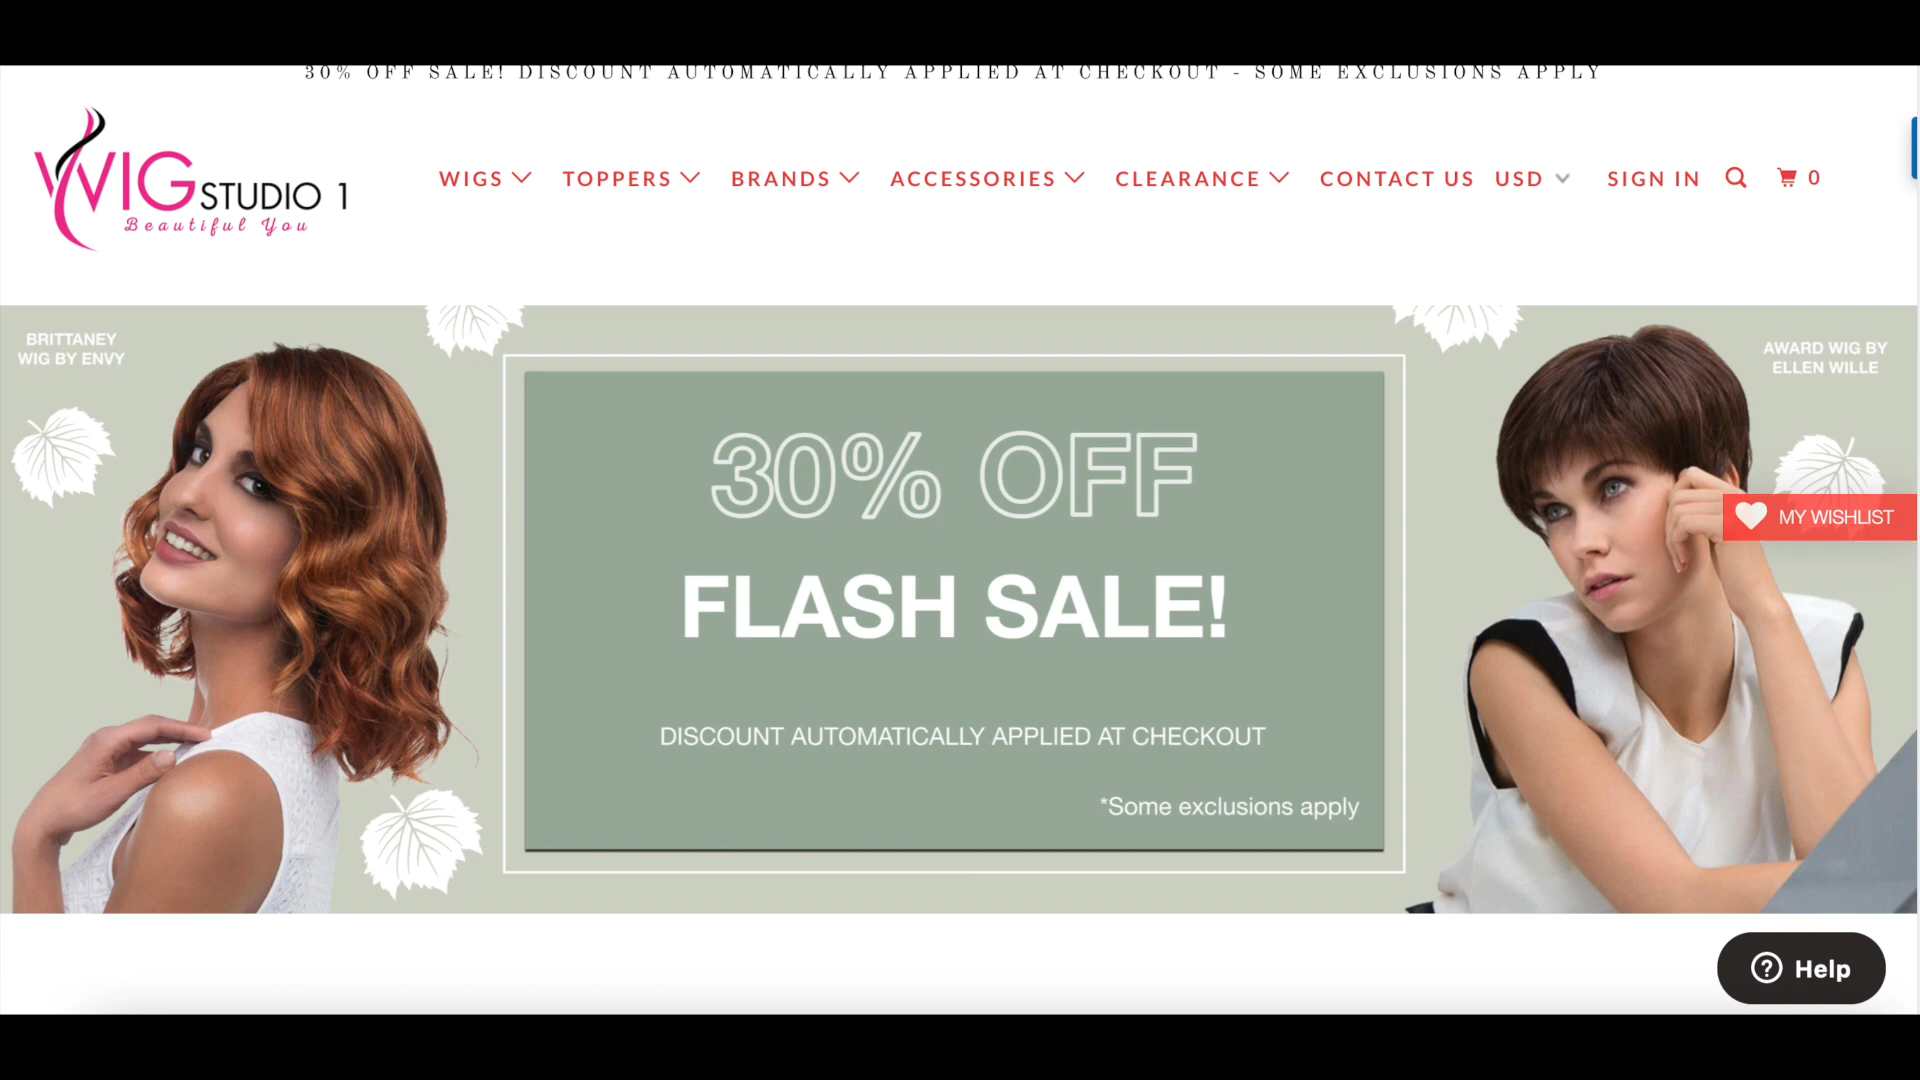 30% OFF SALE! DISCOUNT AUTOMATICALLY APPLIED AT CHECKOUT - SOME EXCLUSIONS APPLY
WIG STUDIO 1
Beautiful You
WIGS TOPPERS BRANDS ACCESSORIES CLEARANCE CONTACT US USD SIGN IN 0
BRITTANEY
WIG BY ENVY
AWARD WIG BY
ELLEN WILLE
30% OFF
FLASH SALE!
DISCOUNT AUTOMATICALLY APPLIED AT CHECKOUT
*Some exclusions apply
MY WISHLIST
Help